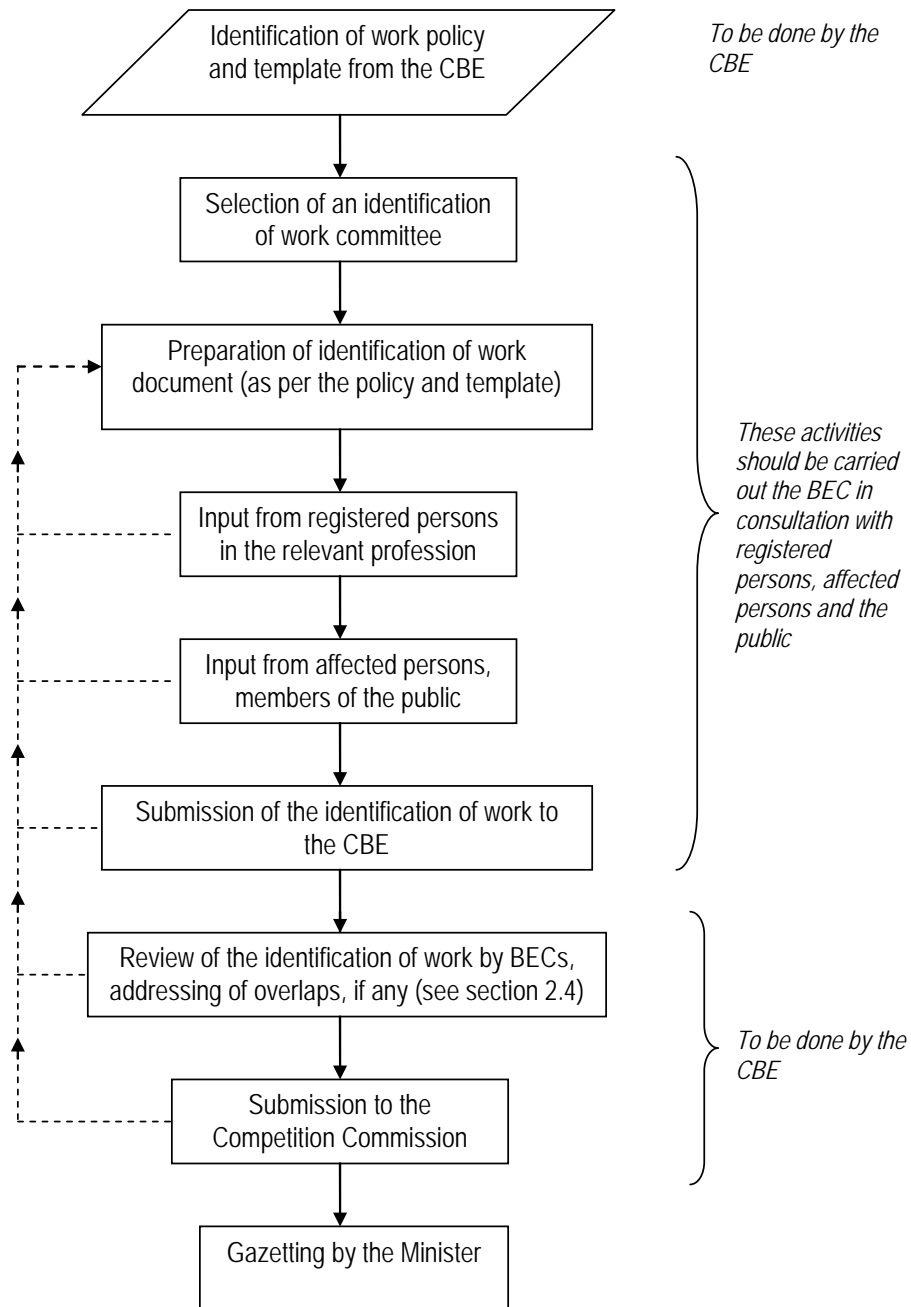 Identification of work policy
and template from the CBE
To be done by the
CBE
Selection of an identification
of work committee
Preparation of identification of work
document (as per the policy and template)
Input from registered persons
in the relevant profession
Input from affected persons,
members of the public
Submission of the identification of work to
the CBE
These activities
should be carried
out the BEC in
consultation with
registered
persons, affected
persons and the
public
Review of the identification of work by BECs,
addressing of overlaps, if any (see section 2.4)
Submission to the
Competition Commission
To be done by the
CBE
Gazetting by the Minister